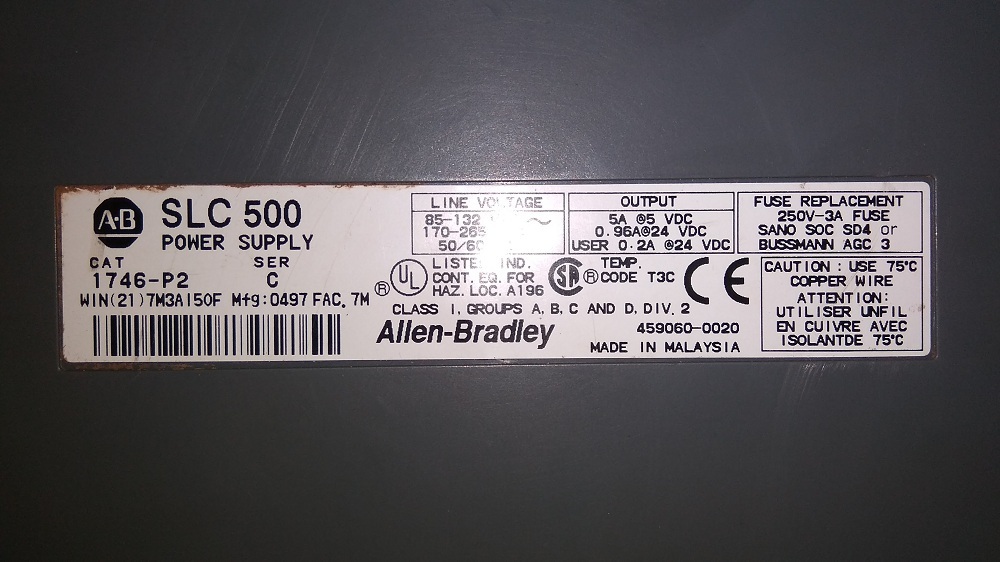 A-B
SLC 500
POWER SUPPLY
CAT SER
1746-P2 C
WIN(21)7M3AI50F Mfg:0497 FAC. 7M
LINE VOLTAGE
85-132
170-265
50/60
OUTPUT
5A @5 VDC
0.96A@24 VDC
USER 0.2A @24 VDC
FUSE REPLACEMENT
250V-3A FUSE
SANO SOC SD4 or
BUSSMANN AGC 3
UL ®
LISTED IND.
CONT. EQ. FOR
HAZ. LOC. A196
SA ®
TEMP.
CODE T3C
CE
CLASS I, GROUPS A, B, C AND D, DIV. 2
Allen-Bradley
459060-0020
MADE IN MALAYSIA
CAUTION : USE 75°C
COPPER WIRE
ATTENTION:
UTILISER UNFIL
EN CUIVRE AVEC
ISOLANTDE 75°C